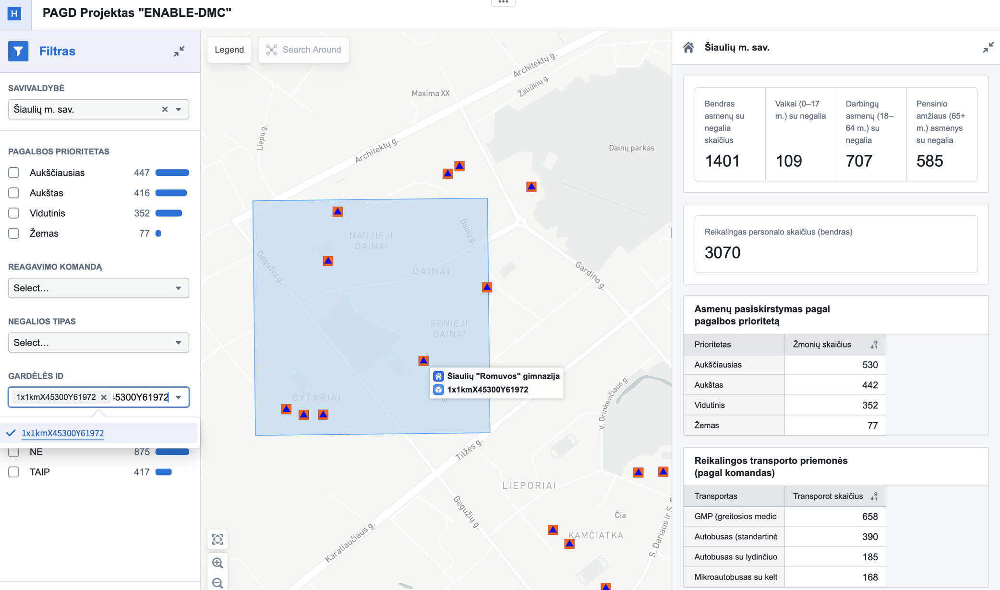 H
PAGD Projektas "ENABLE-DMC"
Filtras
SAVIVALDYBĖ
Šiaulių m. sav.
PAGALBOS PRIORITETAS
Aukščiausias 447
Aukštas 416
Vidutinis 352
Žemas 77
REAGAVIMO KOMANDĄ
Select...
NEGALIOS TIPAS
Select...
GARDĖLĖS ID
1x1kmX45300Y61972 45300Y61972
1x1kmX45300Y61972
NE 875
TAIP 417
Legend
Search Around
Architektų g.
Žaliūkių g.
Maxima XX
Liepų g.
Architektų g.
Dainų parkas
NAUJIEJI
DAINAI
Dainų g.
Gegužių g.
DAINAI
Gardino g.
SENIEJI
DAINAI
Šiaulių "Romuvos" gimnazija
1x1kmX45300Y61972
GYTARIAI
V. Grinkevičiaus g.
Tilžės g.
LIEPORIAI
Gegužių g.
Čia
KAMČIATKA
Karaliaučiaus g.
S. Dariaus ir S.
Šiaulių m. sav.
Bendras
asmenų su
negalia
skaičius
1401
Vaikai (0–17
m.) su negalia
109
Darbingų
asmenų (18–
64 m.) su
negalia
707
Pensinio
amžiaus (65+
m.) asmenys
su negalia
585
Reikalingas personalo skaičius (bendras)
3070
Asmenų pasiskirstymas pagal
pagalbos prioritetą
Prioritetas Žmonių skaičius
Aukščiausias 530
Aukštas 442
Vidutinis 352
Žemas 77
Reikalingos transporto priemonės
(pagal komandas)
Transportas Transporot skaičius
GMP (greitosios medici 658
Autobusas (standartinė 390
Autobusas su lydinčiuo 185
Mikroautobusas su kelt 168